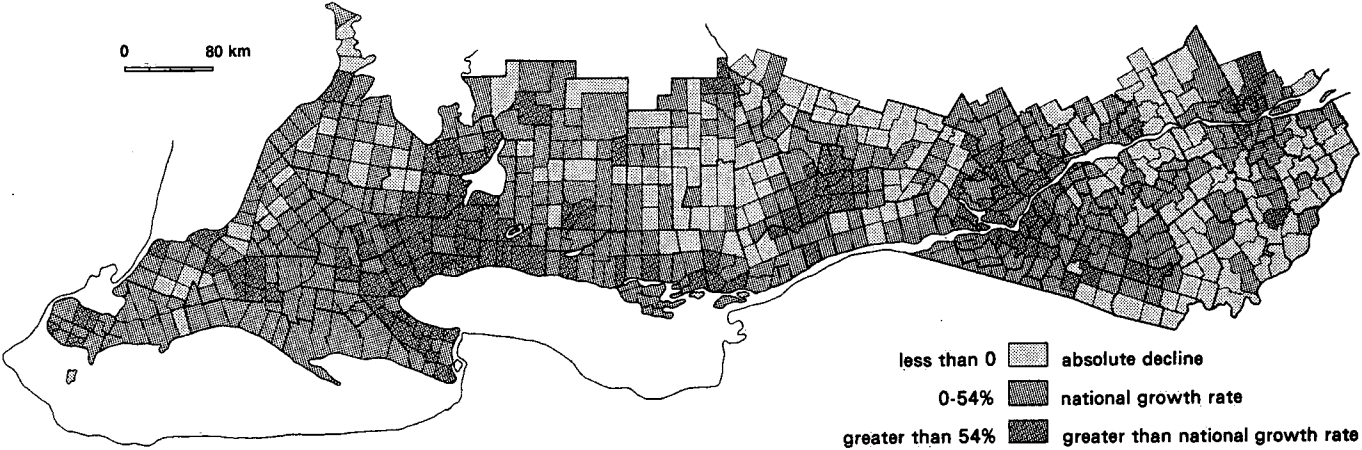 0 80 km
less than 0 absolute decline
0-54% national growth rate
greater than 54% greater than national growth rate